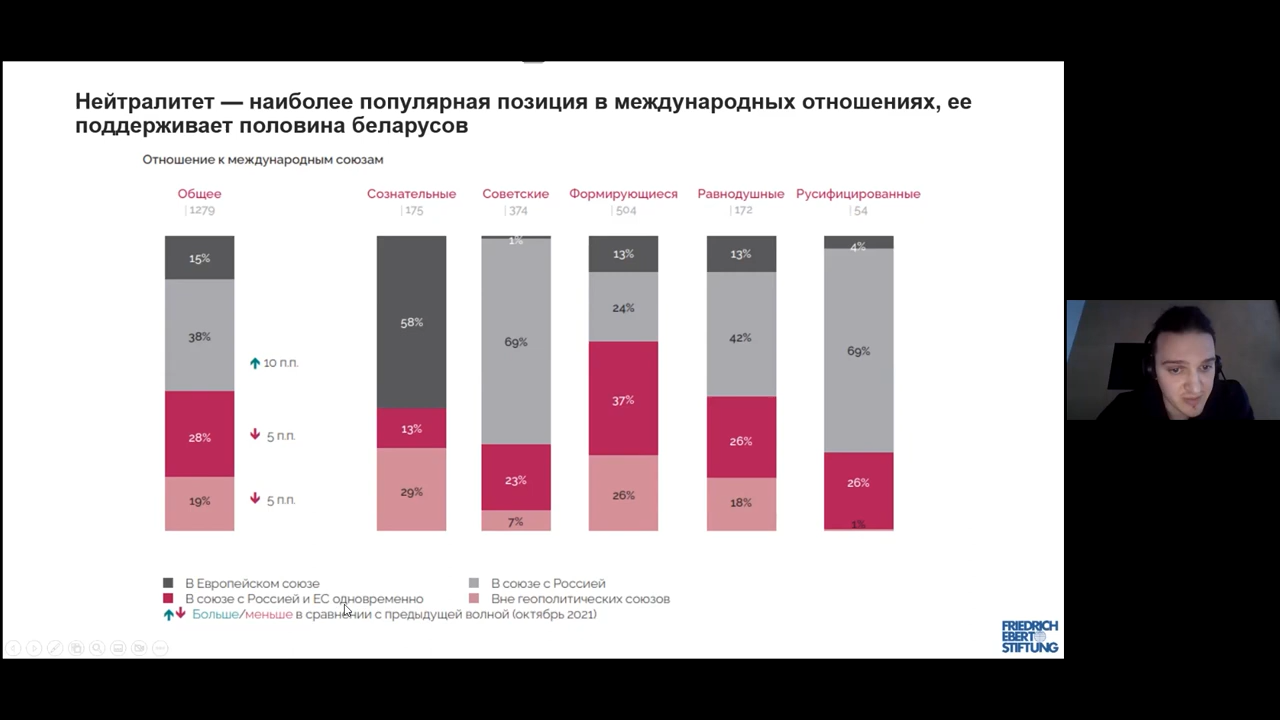 Нейтралитет — наиболее популярная позиция в международных отношениях, ее
поддерживает половина беларусов
Отношение к международным союзам
Общее
| 1279
Сознательные
| 175
Советские
| 374
Формирующиеся
| 504
Равнодушные
| 172
Русифицированные
| 54
15%
38%
28%
19%
10 п.п.
5 п.п.
5 п.п.
58%
13%
29%
1%
69%
23%
7%
13%
24%
37%
26%
13%
42%
26%
18%
4%
69%
26%
1%
В Европейском союзе
В союзе с Россией
В союзе с Россией и ЕС одновременно
Вне геополитических союзов
Больше/меньше в сравнении с предыдущей волной (октябрь 2021)
FRIEDRICH
EBERT
STIFTUNG